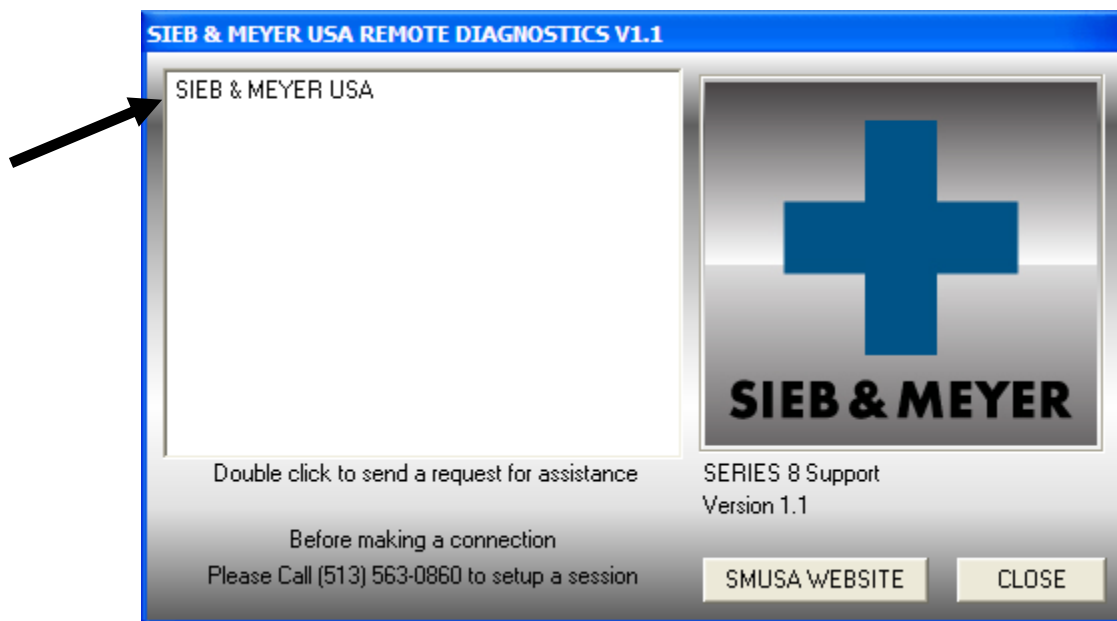 SIEB & MEYER USA REMOTE DIAGNOSTICS V1.1
SIEB & MEYER USA
SIEB & MEYER
Double click to send a request for assistance
SERIES 8 Support
Version 1.1
Before making a connection
Please Call (513) 563-0860 to setup a session
SMUSA WEBSITE
CLOSE